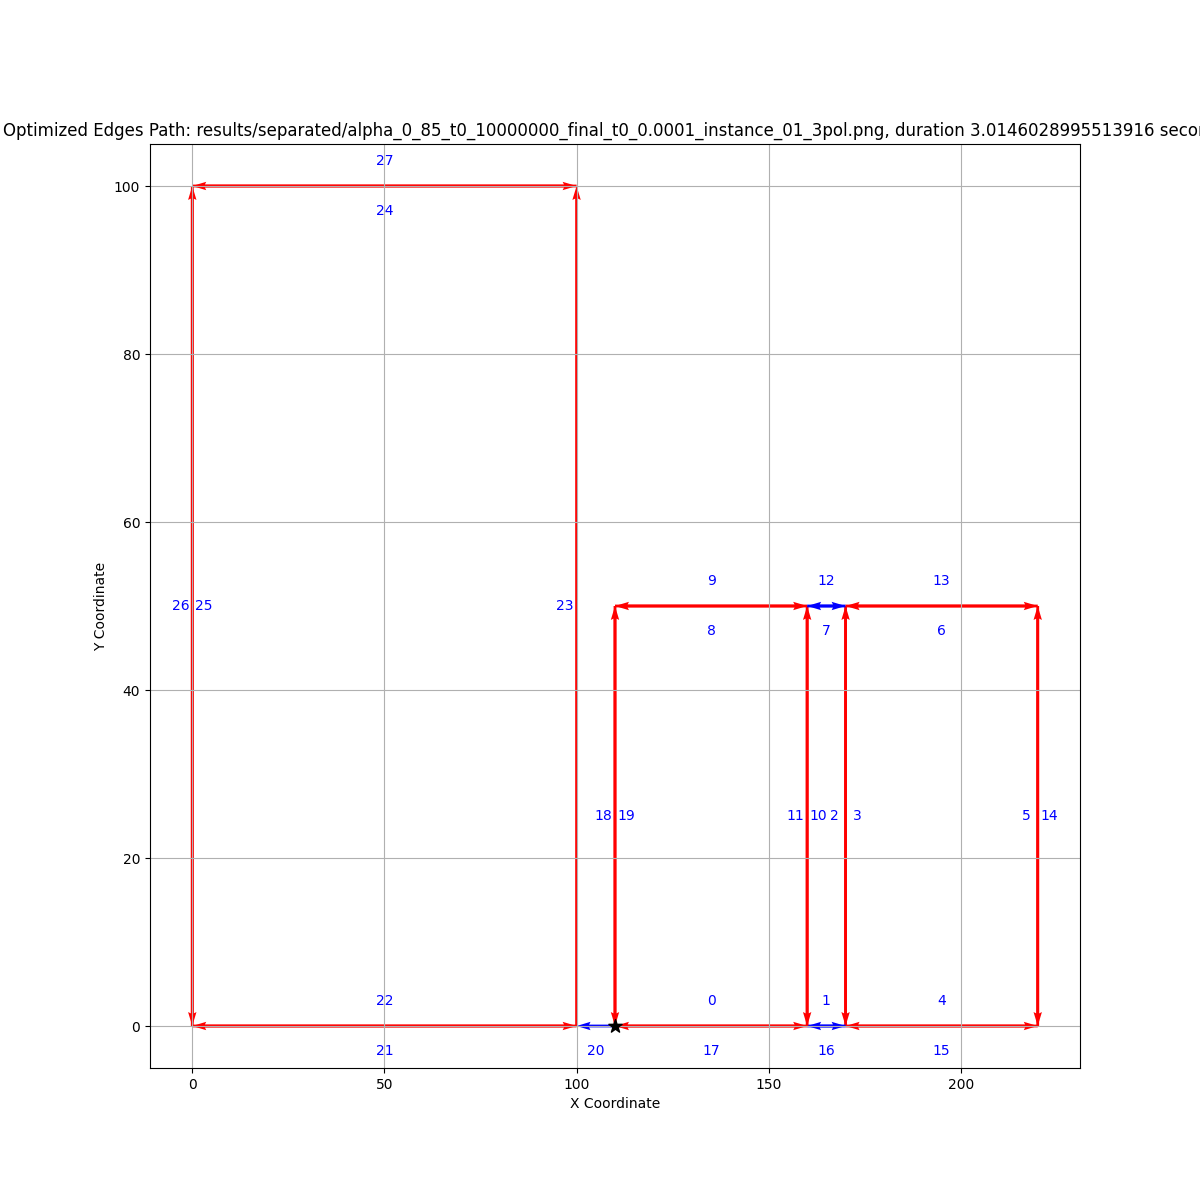 Optimized Edges Path: results/separated/alpha_0_85_t0_10000000_final_t0_0.0001_instance_01_3pol.png, duration 3.0146028995513916 secon
27
100
24
80
60
9 12 13
26 25 23
8 7 6
Y Coordinate
40
18 19 11 10 2 3 5 14
20
22 0 1 4
0
21 20 17 16 15
0 50 100 150 200
X Coordinate